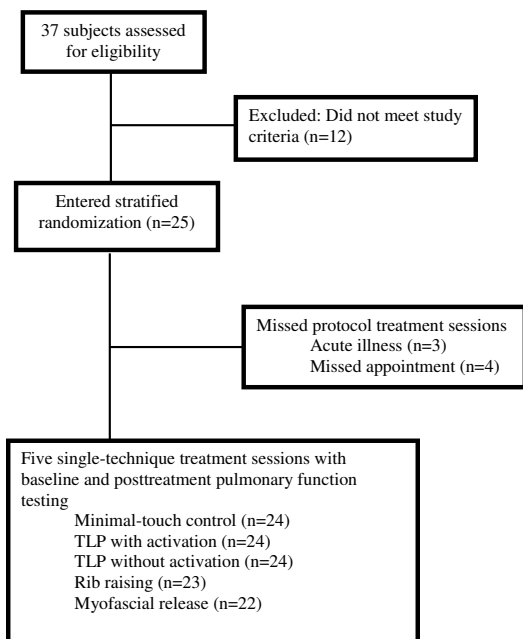 37 subjects assessed
for eligibility
Excluded: Did not meet study
criteria (n=12)
Entered stratified
randomization (n=25)
Missed protocol treatment sessions
Acute illness (n=3)
Missed appointment (n=4)
Five single-technique treatment sessions with
baseline and posttreatment pulmonary function
testing
Minimal-touch control (n=24)
TLP with activation (n=24)
TLP without activation (n=24)
Rib raising (n=23)
Myofascial release (n=22)